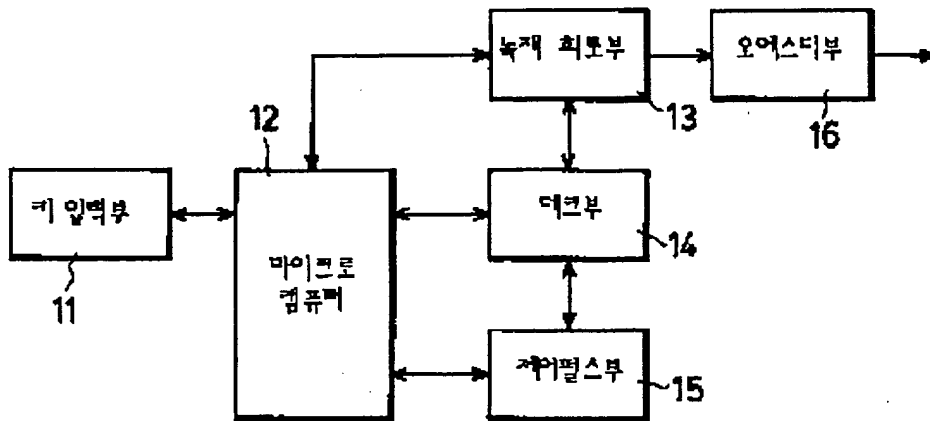 녹재 회로부
오에스디부
13
16
12
키 입력부
데크부
11
14
마이크로
컴퓨터
제어펄스부
15